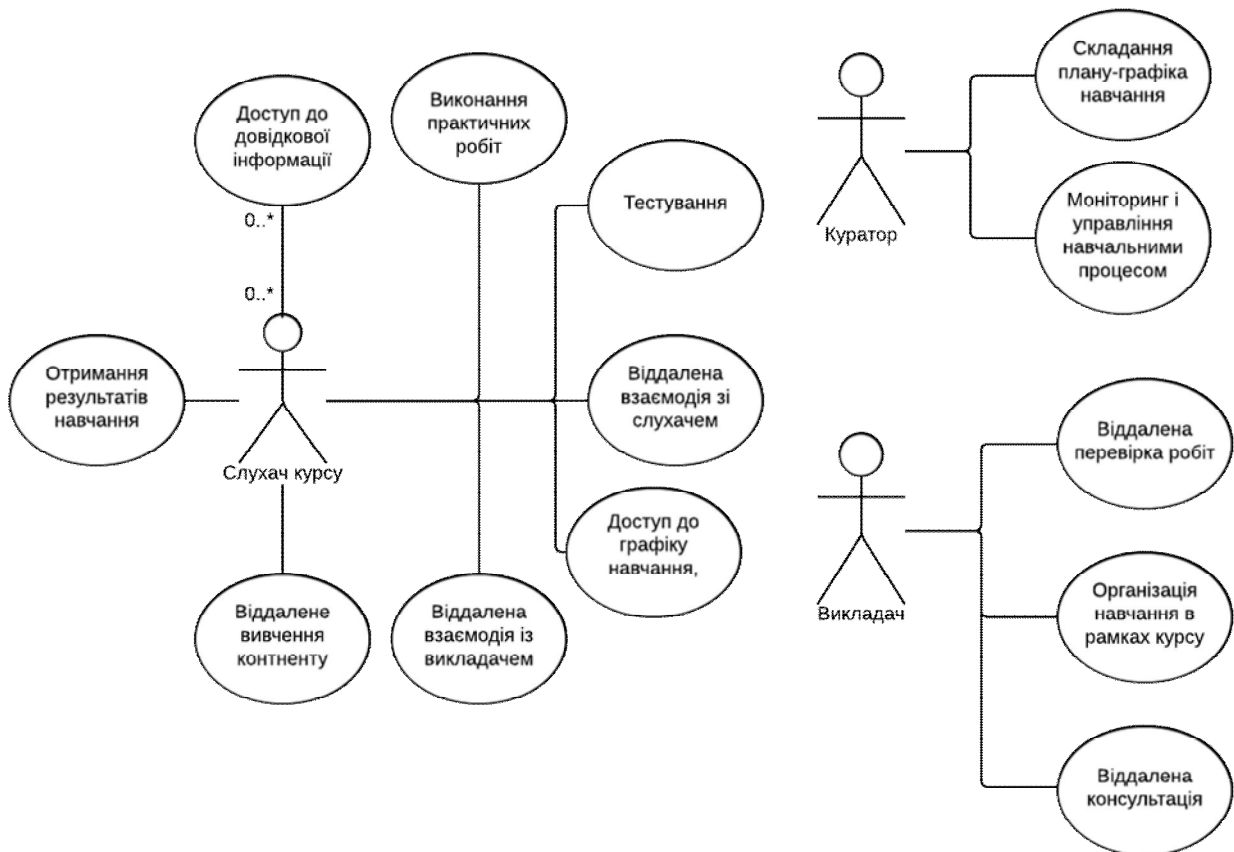 Доступ до
довідкової
інформації
Виконання
практичних
робіт
Тестування
0..*
0..*
Отримання
результатів
навчання
Слухач курсу
Віддалена
взаємодія зі
слухачем
Доступ до
графіку
навчання,
Віддалене
вивчення
контненту
Віддалена
взаємодія із
викладачем
Куратор
Складання
плану-графіка
навчання
Моніторинг і
управління
навчальними
процесом
Викладач
Віддалена
перевірка робіт
Організація
навчання в
рамках курсу
Віддалена
консультація